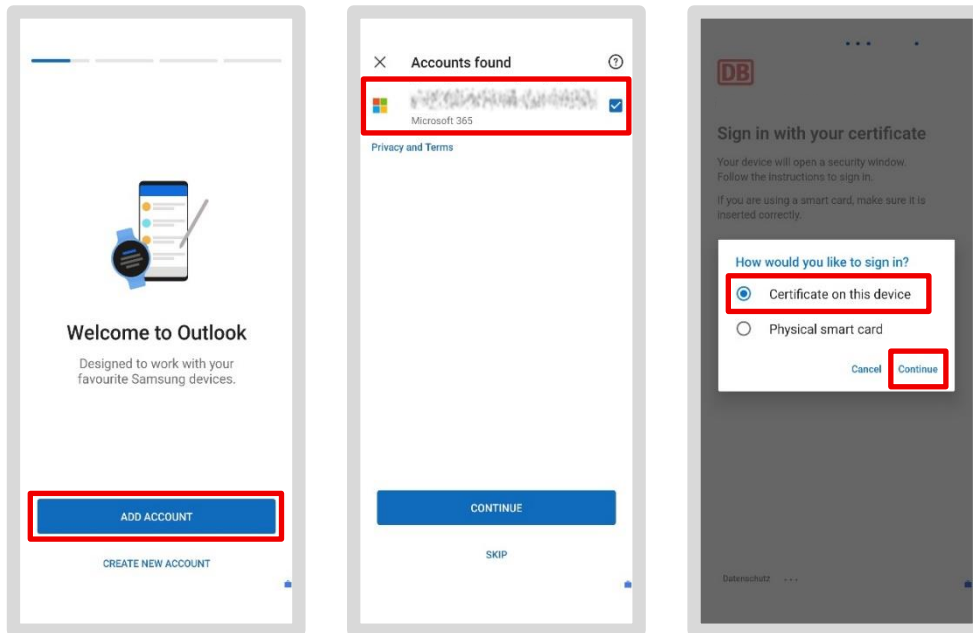 Welcome to Outlook
Designed to work with your
favourite Samsung devices.
ADD ACCOUNT
CREATE NEW ACCOUNT
Accounts found
Microsoft 365
Privacy and Terms
CONTINUE
SKIP
DB
Sign in with your certificate
Your device will open a security window.
Follow the instructions to sign in.
If you are using a smart card, make sure it is
inserted correctly.
How would you like to sign in?
Certificate on this device
Physical smart card
Cancel Continue
Datenschutz ...